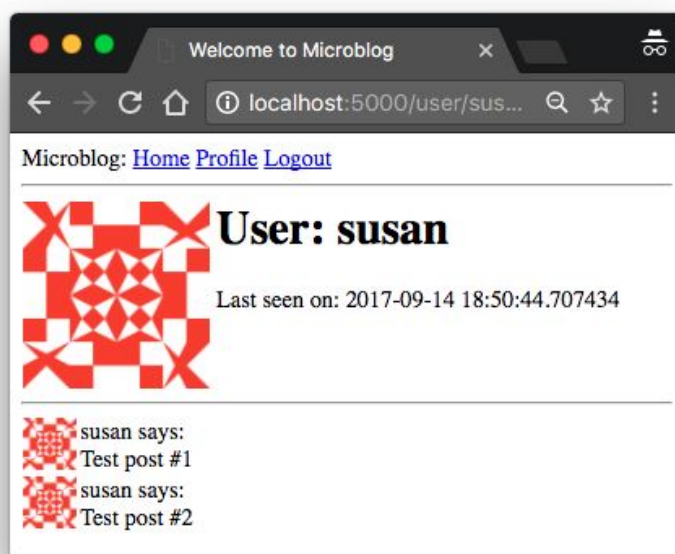 Welcome to Microblog
localhost:5000/user/sus...
Microblog: Home Profile Logout
User: susan
Last seen on: 2017-09-14 18:50:44.707434
susan says:
Test post #1
susan says:
Test post #2